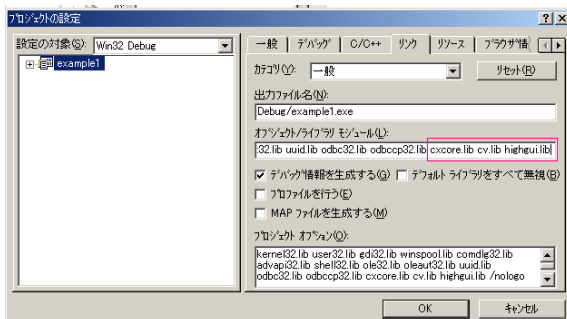 プロジェクトの設定
設定の対象(S): Win32 Debug
example1
一般 デバッグ C/C++ リンク リソース ブラウザ情
カテゴリ(Y): 一般 リセット(R)
出力ファイル名(N):
Debug/example1.exe
オブジェクト/ライブラリ モジュール(L):
32.lib uuid.lib odbc32.lib odbccp32.lib cxcore.lib cv.lib highgui.lib
デバッグ情報を生成する(G) デフォルト ライブラリをすべて無視(B)
プロファイルを行う(E)
MAP ファイルを生成する(M)
プロジェクト オプション(O):
kernel32.lib user32.lib gdi32.lib winspool.lib comdlg32.lib
advapi32.lib shell32.lib ole32.lib oleaut32.lib uuid.lib
odbc32.lib odbccp32.lib cxcore.lib cv.lib highgui.lib /nologo
OK キャンセル